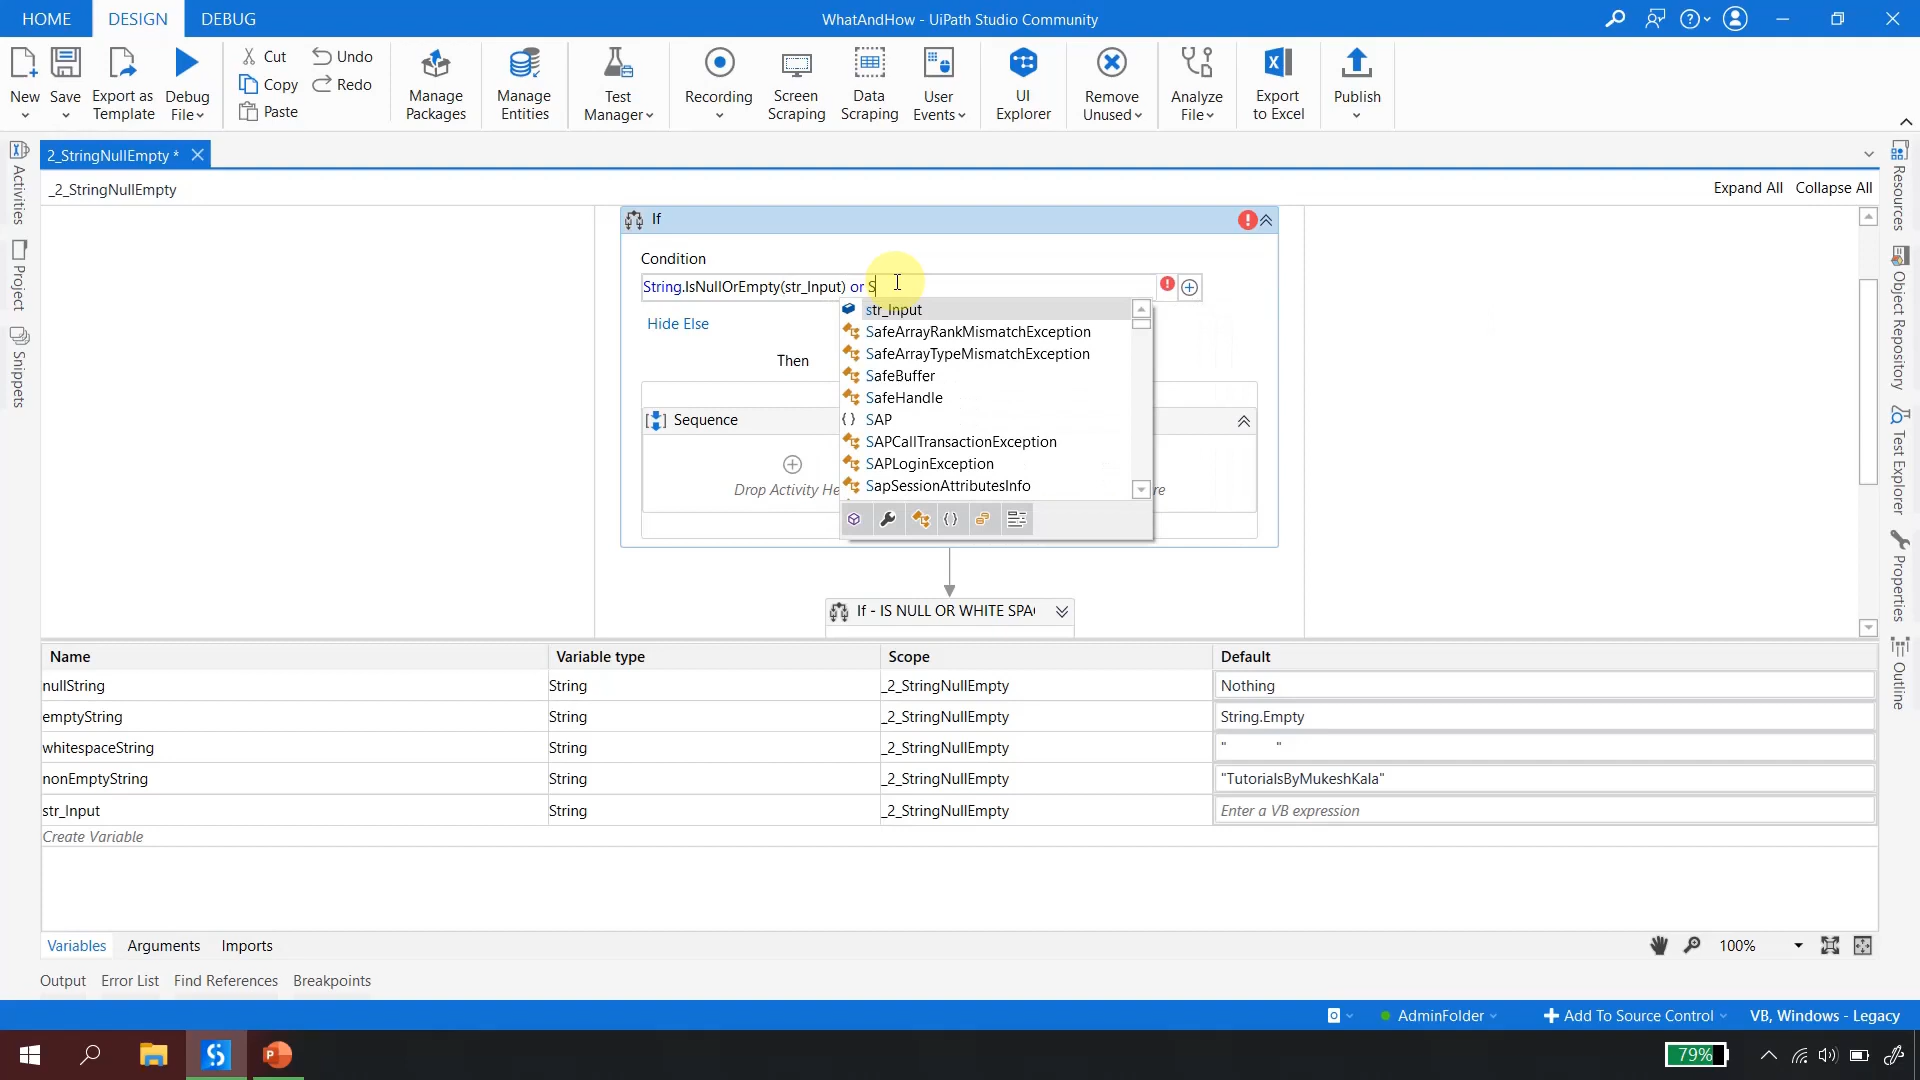 HOME
DESIGN
DEBUG
WhatAndHow - UiPath Studio Community
New
Save
Export as
Template
Debug
File
Cut
Copy
Paste
Undo
Redo
Manage
Packages
Manage
Entities
Test
Manager
Recording
Screen
Scraping
Data
Scraping
User
Events
UI
Explorer
Remove
Unused
Analyze
File
Export
to Excel
Publish
2_StringNullEmpty *
_2_StringNullEmpty
Expand All
Collapse All
Activities
Project
Snippets
Resources
Object Repository
Test Explorer
Properties
Outline
If
Condition
String.IsNullOrEmpty(str_Input) or S
Hide Else
Then
Sequence
Drop Activity He
re
str_Input
SafeArrayRankMismatchException
SafeArrayTypeMismatchException
SafeBuffer
SafeHandle
SAP
SAPCallTransactionException
SAPLoginException
SapSessionAttributesInfo
If - IS NULL OR WHITE SPA
Name Variable type Scope Default
nullString String _2_StringNullEmpty Nothing
emptyString String _2_StringNullEmpty String.Empty
whitespaceString String _2_StringNullEmpty " "
nonEmptyString String _2_StringNullEmpty "TutorialsByMukeshKala"
str_Input String _2_StringNullEmpty Enter a VB expression
Create Variable
Variables Arguments Imports
100%
Output Error List Find References Breakpoints
AdminFolder
Add To Source Control
VB, Windows - Legacy
79%